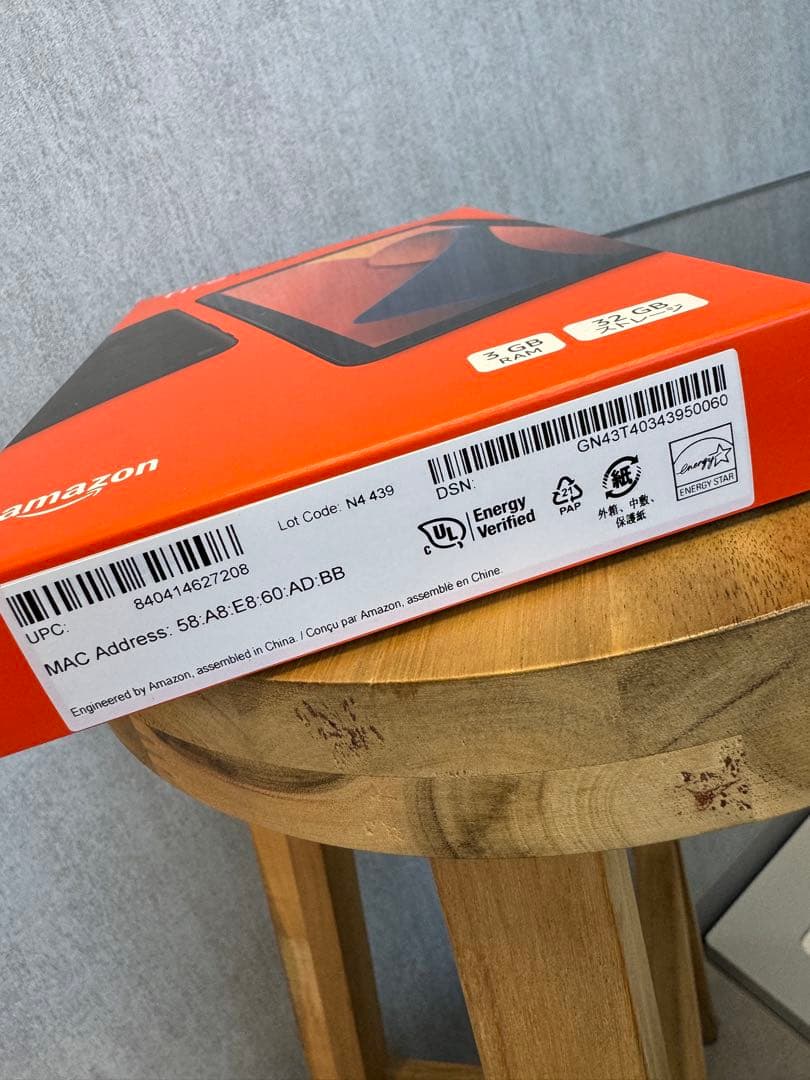 3 GB
RAM
32 GB
ストレージ
amazon
DSN:
GN43T40343950060
Lot Code: N4 439
UL
c
Energy
Verified
21
PAP
紙
外箱、中敷、
保護紙
energy
ENERGY STAR
UPC:
840414627208
MAC Address: 58:A8:E8:60:AD:BB
Engineered by Amazon, assembled in China. / Conçu par Amazon, assemblé en Chine.